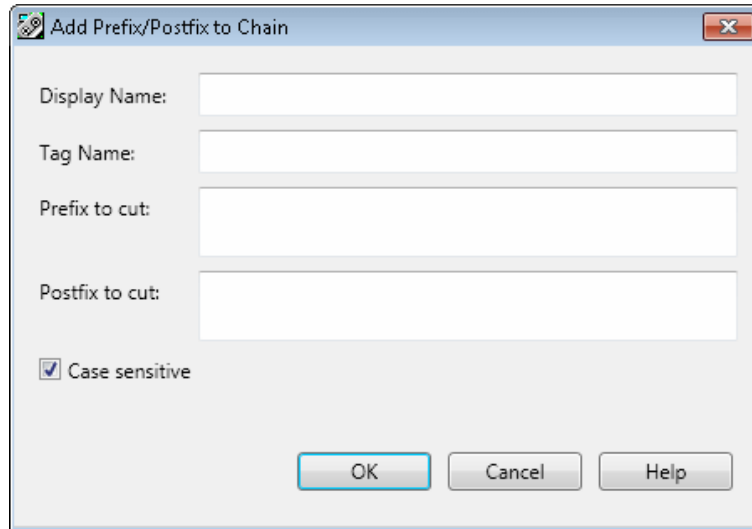 Add Prefix/Postfix to Chain
Display Name:
Tag Name:
Prefix to cut:
Postfix to cut:
Case sensitive
OK Cancel Help